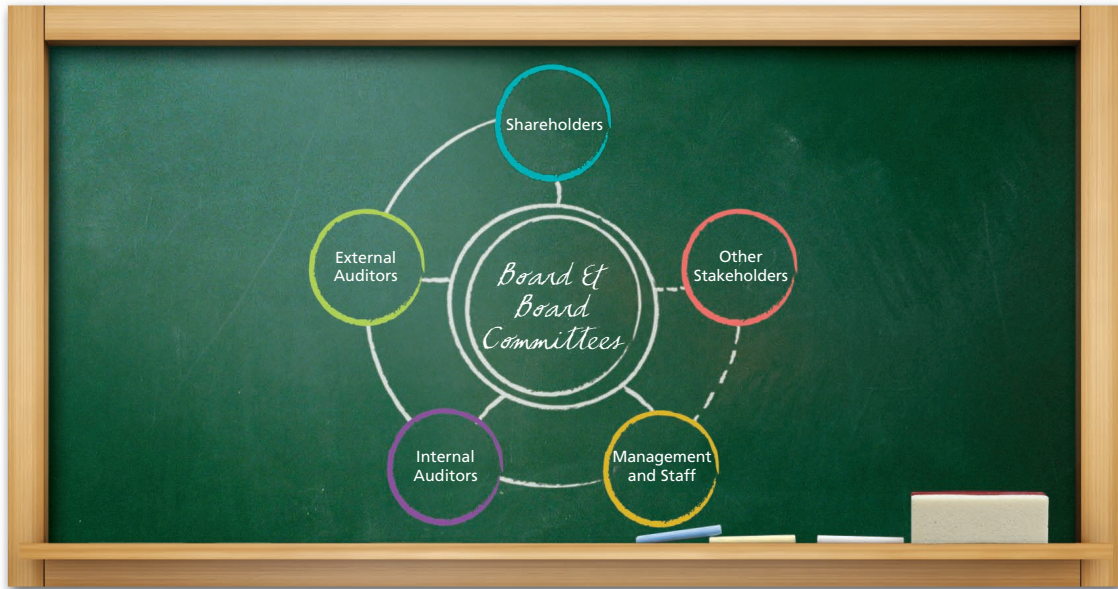 Shareholders
External
Auditors
Other
Stakeholders
Board &
Board
Committees
Internal
Auditors
Management
and Staff